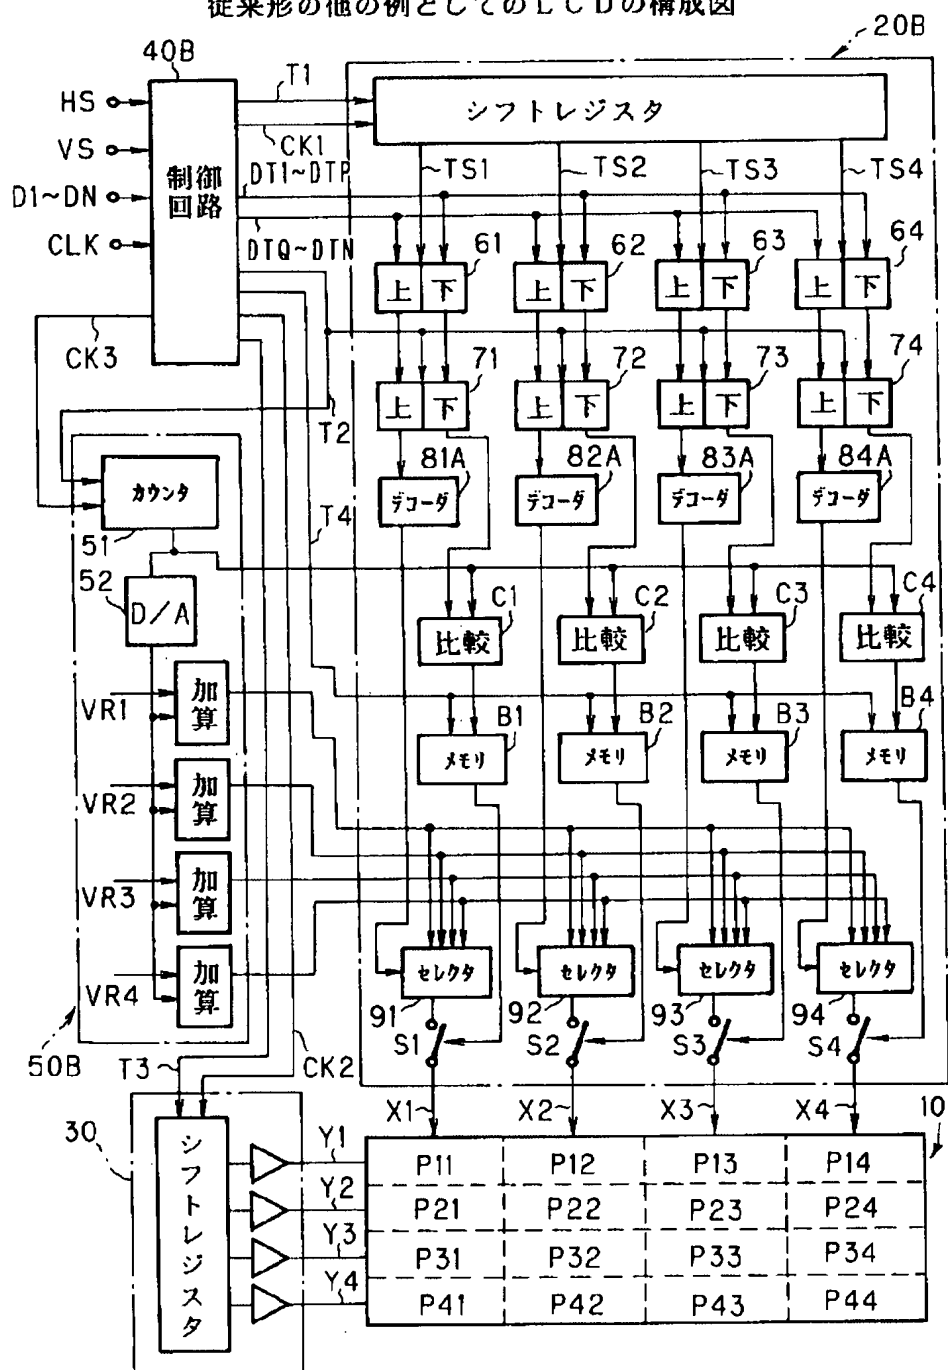 従来形の他の例としてのLCDの構成図
20B
40B
HS
VS
D1~DN
CLK
制御
回路
T1
CK1
シフトレジスタ
TS1
TS2
TS3
TS4
DT1~DTP
DTQ~DTN
61
62
63
64
上 下
上 下
上 下
上 下
CK3
T2
71
72
73
74
上 下
上 下
上 下
上 下
81A
82A
83A
84A
デコーダ
デコーダ
デコーダ
デコーダ
カウンタ
51
T4
52
D/A
C1
C2
C3
C4
比較
比較
比較
比較
VR1
加算
B1
B2
B3
B4
メモリ
メモリ
メモリ
メモリ
VR2
加算
VR3
加算
VR4
加算
セレクタ
セレクタ
セレクタ
セレクタ
91
92
93
94
S1
S2
S3
S4
50B
T3
CK2
X1
X2
X3
X4
10
30
シフトレジスタ
Y1
Y2
Y3
Y4
P11 P12 P13 P14
P21 P22 P23 P24
P31 P32 P33 P34
P41 P42 P43 P44